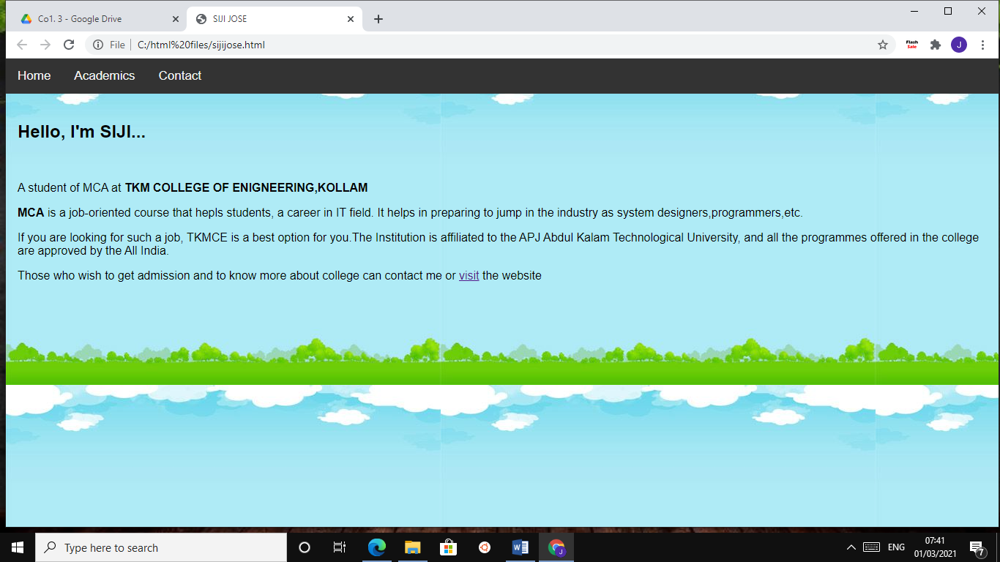 Co1. 3 - Google Drive
SIJI JOSE
File
C:/html%20files/sijijose.html
Flash
Sale
J
Home
Academics
Contact
Hello, I'm SIJI...
A student of MCA at TKM COLLEGE OF ENIGNEERING,KOLLAM
MCA is a job-oriented course that hepls students, a career in IT field. It helps in preparing to jump in the industry as system designers,programmers,etc.
If you are looking for such a job, TKMCE is a best option for you.The Institution is affiliated to the APJ Abdul Kalam Technological University, and all the programmes offered in the college
are approved by the All India.
Those who wish to get admission and to know more about college can contact me or visit the website
Type here to search
W
J
ENG
07:41
01/03/2021
7